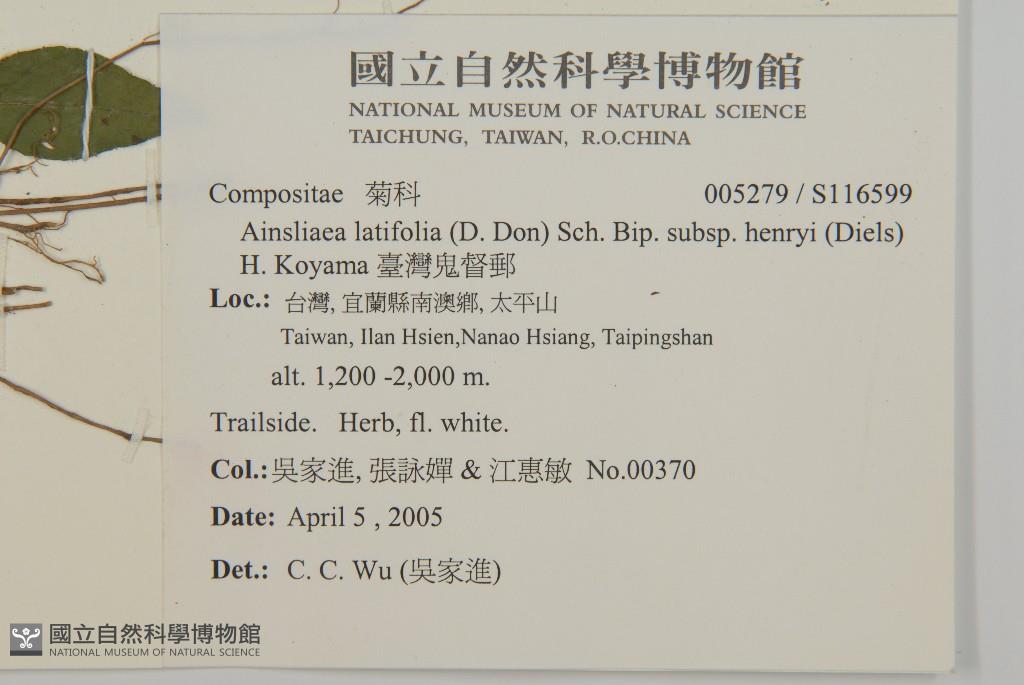 國立自然科學博物館
NATIONAL MUSEUM OF NATURAL SCIENCE
TAICHUNG, TAIWAN, R.O.CHINA
Compositae 菊科 005279 / S116599
Ainsliaea latifolia (D. Don) Sch. Bip. subsp. henryi (Diels)
H. Koyama 臺灣鬼督郵
Loc.: 台灣, 宜蘭縣南澳鄉, 太平山
Taiwan, Ilan Hsien,Nanao Hsiang, Taipingshan
alt. 1,200 -2,000 m.
Trailside. Herb, fl. white.
Col.: 吳家進, 張詠嬋 & 江惠敏 No.00370
Date: April 5 , 2005
Det.: C. C. Wu (吳家進)
國立自然科學博物館
NATIONAL MUSEUM OF NATURAL SCIENCE